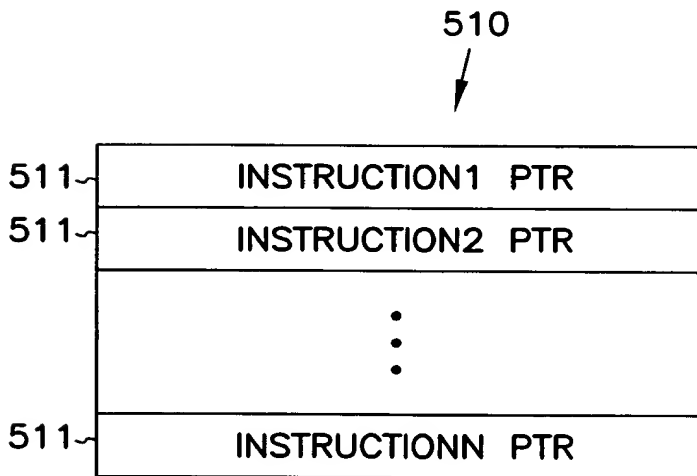 510
511 INSTRUCTION1 PTR
511 INSTRUCTION2 PTR
511 INSTRUCTIONN PTR